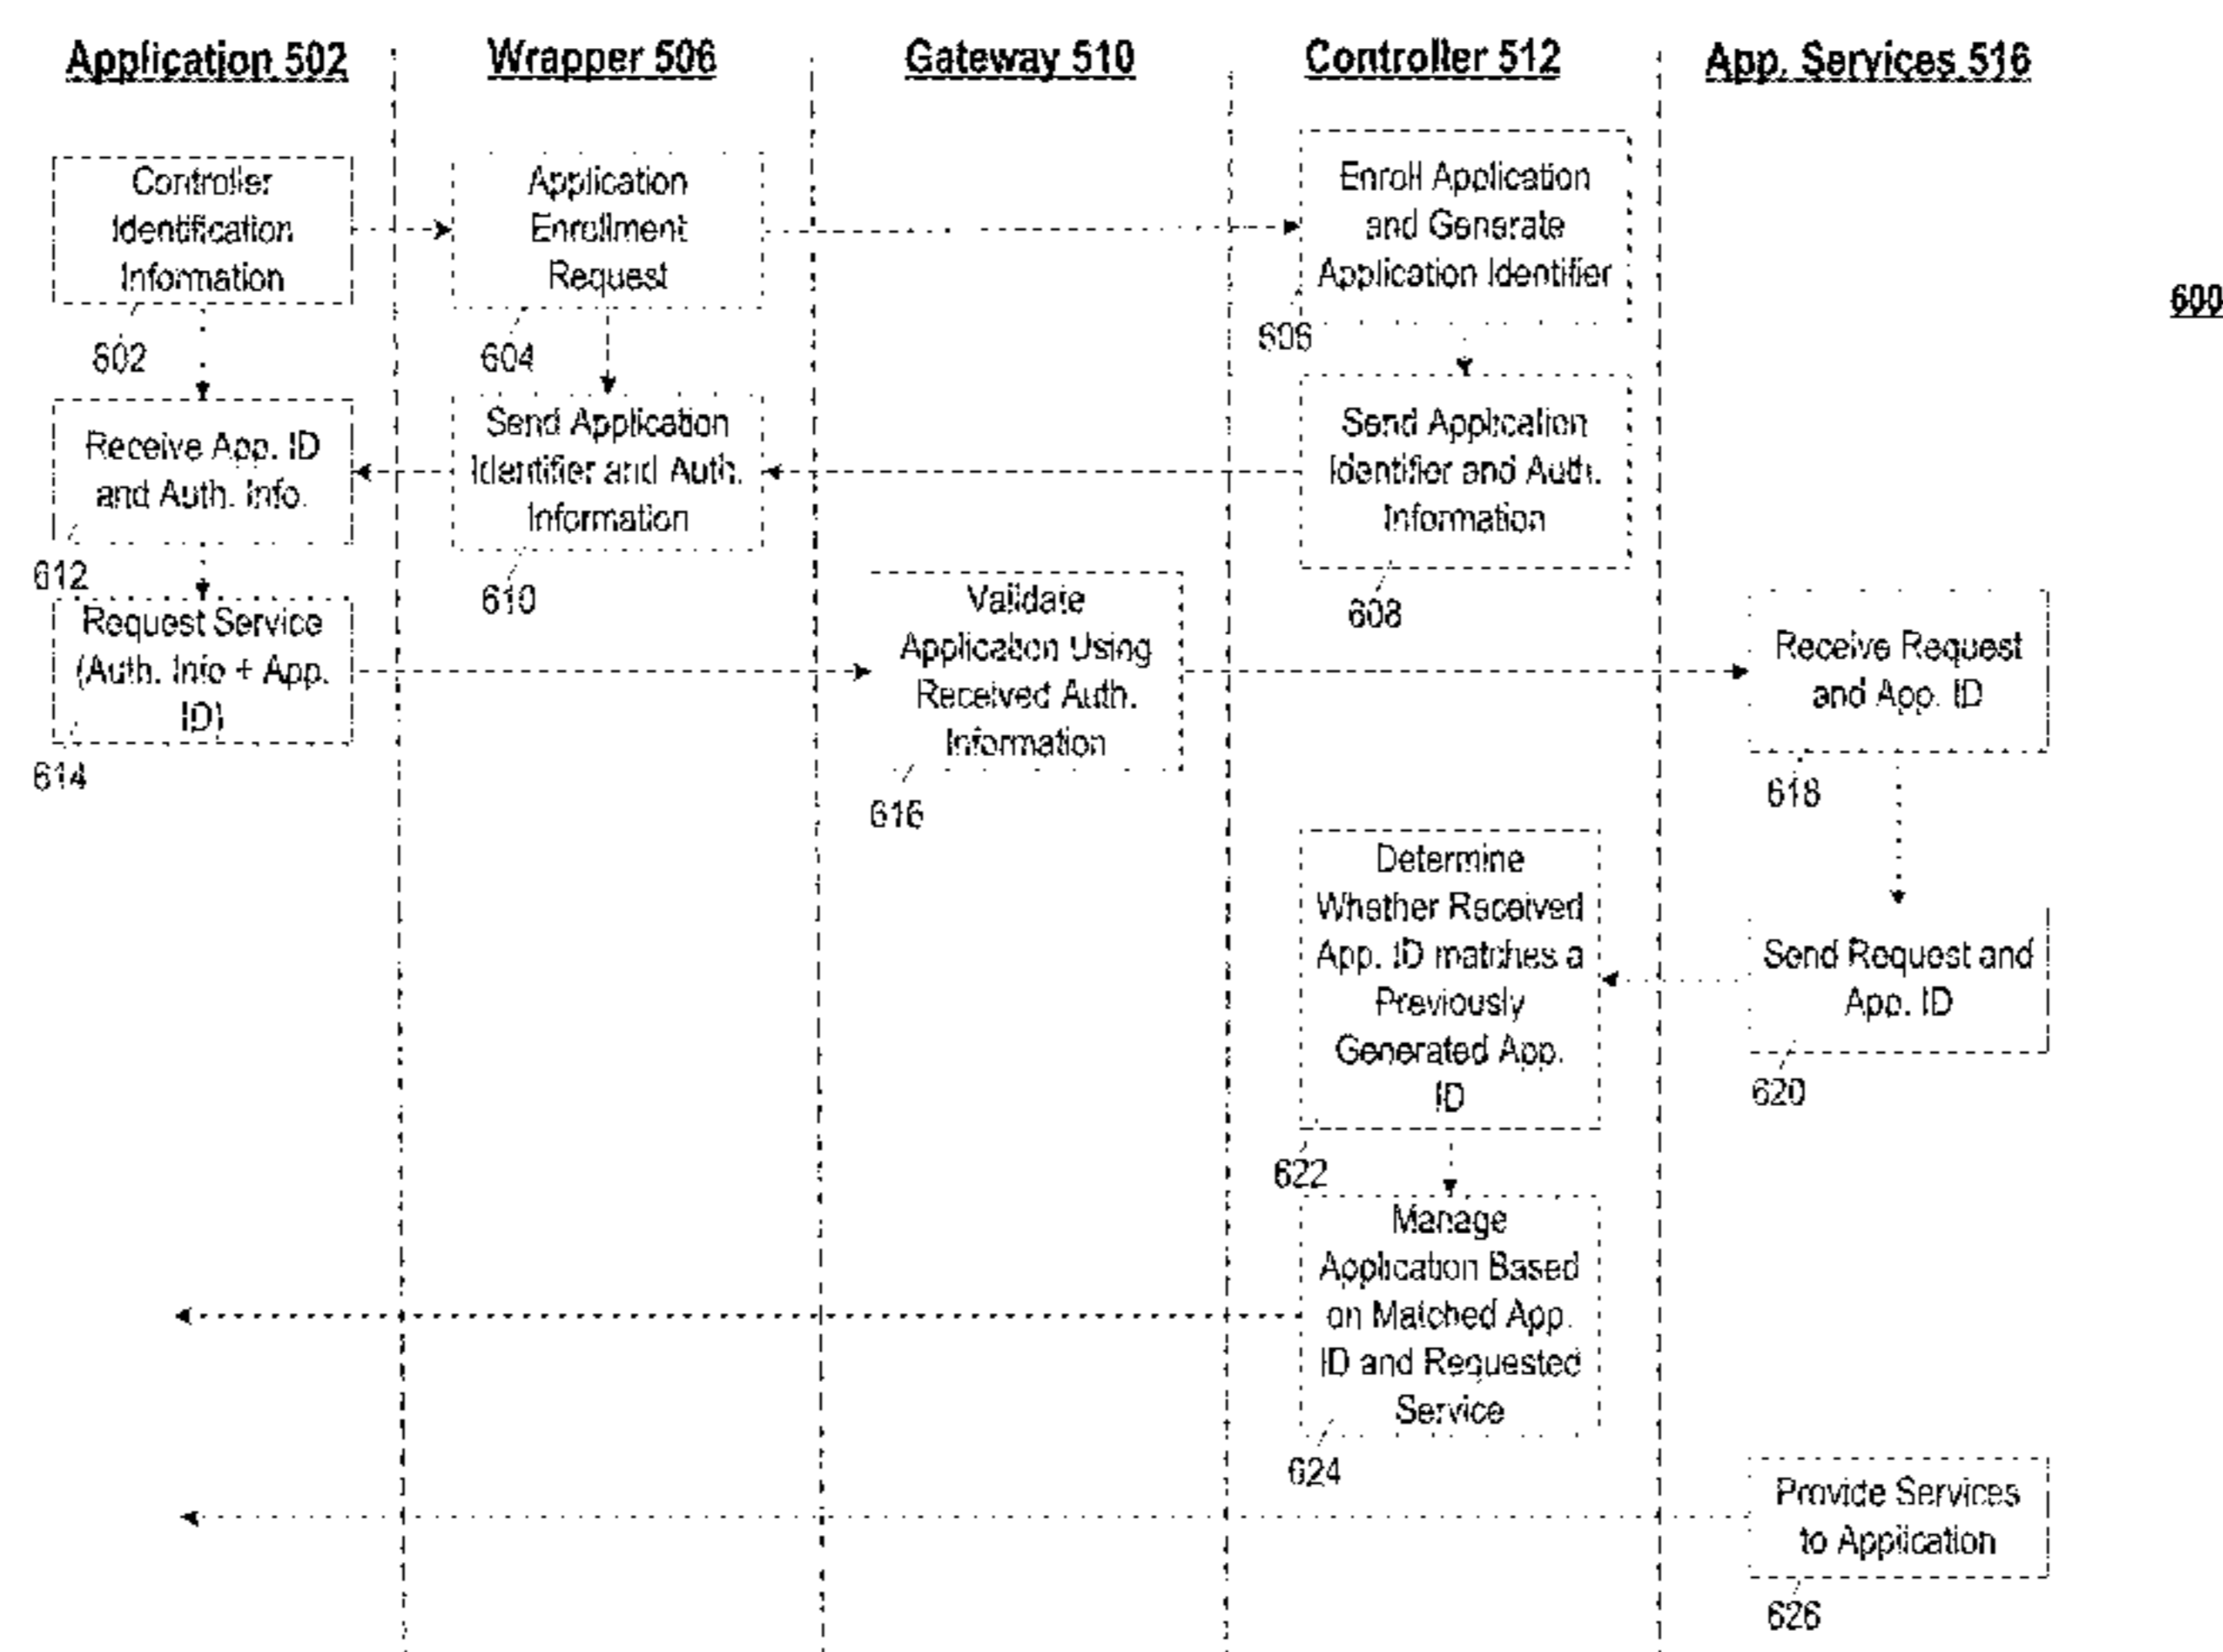 Application 502
Wrapper 506
Gateway 510
Controller 512
App. Services 516
Controller
Identification
Information
602
Application
Enrollment
Request
604
Enroll Application
and Generate
Application Identifier
606
600
Receive App. ID
and Auth. Info.
612
Send Application
Identifier and Auth.
Information
610
Send Application
Identifier and Auth.
Information
608
Request Service
(Auth. Info + App.
ID)
614
Validate
Application Using
Received Auth.
Information
616
Receive Request
and App. ID
618
Determine
Whether Received
App. ID matches a
Previously
Generated App.
ID
622
Send Request and
App. ID
620
Manage
Application Based
on Matched App.
ID and Requested
Service
624
Provide Services
to Application
626